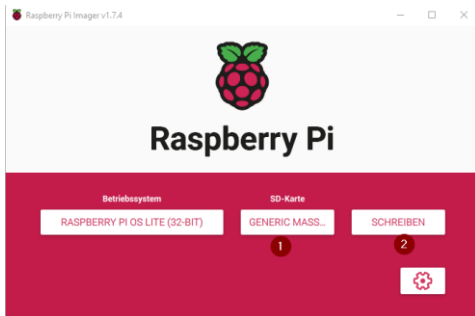 Raspberry Pi Imager v1.7.4
Raspberry Pi
Betriebssystem
SD-Karte
RASPBERRY PI OS LITE (32-BIT)
GENERIC MASS...
SCHREIBEN
1
2